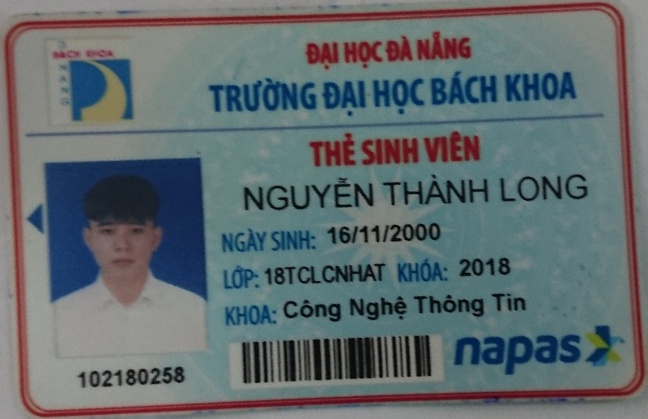 ĐẠI HỌC ĐÀ NẴNG
BÁCH KHOA
ĐANANG
TRƯỜNG ĐẠI HỌC BÁCH KHOA
THẺ SINH VIÊN
NGUYỄN THÀNH LONG
NGÀY SINH: 16/11/2000
LỚP: 18TCLCNHAT KHÓA: 2018
KHOA: Công Nghệ Thông Tin
102180258
napas